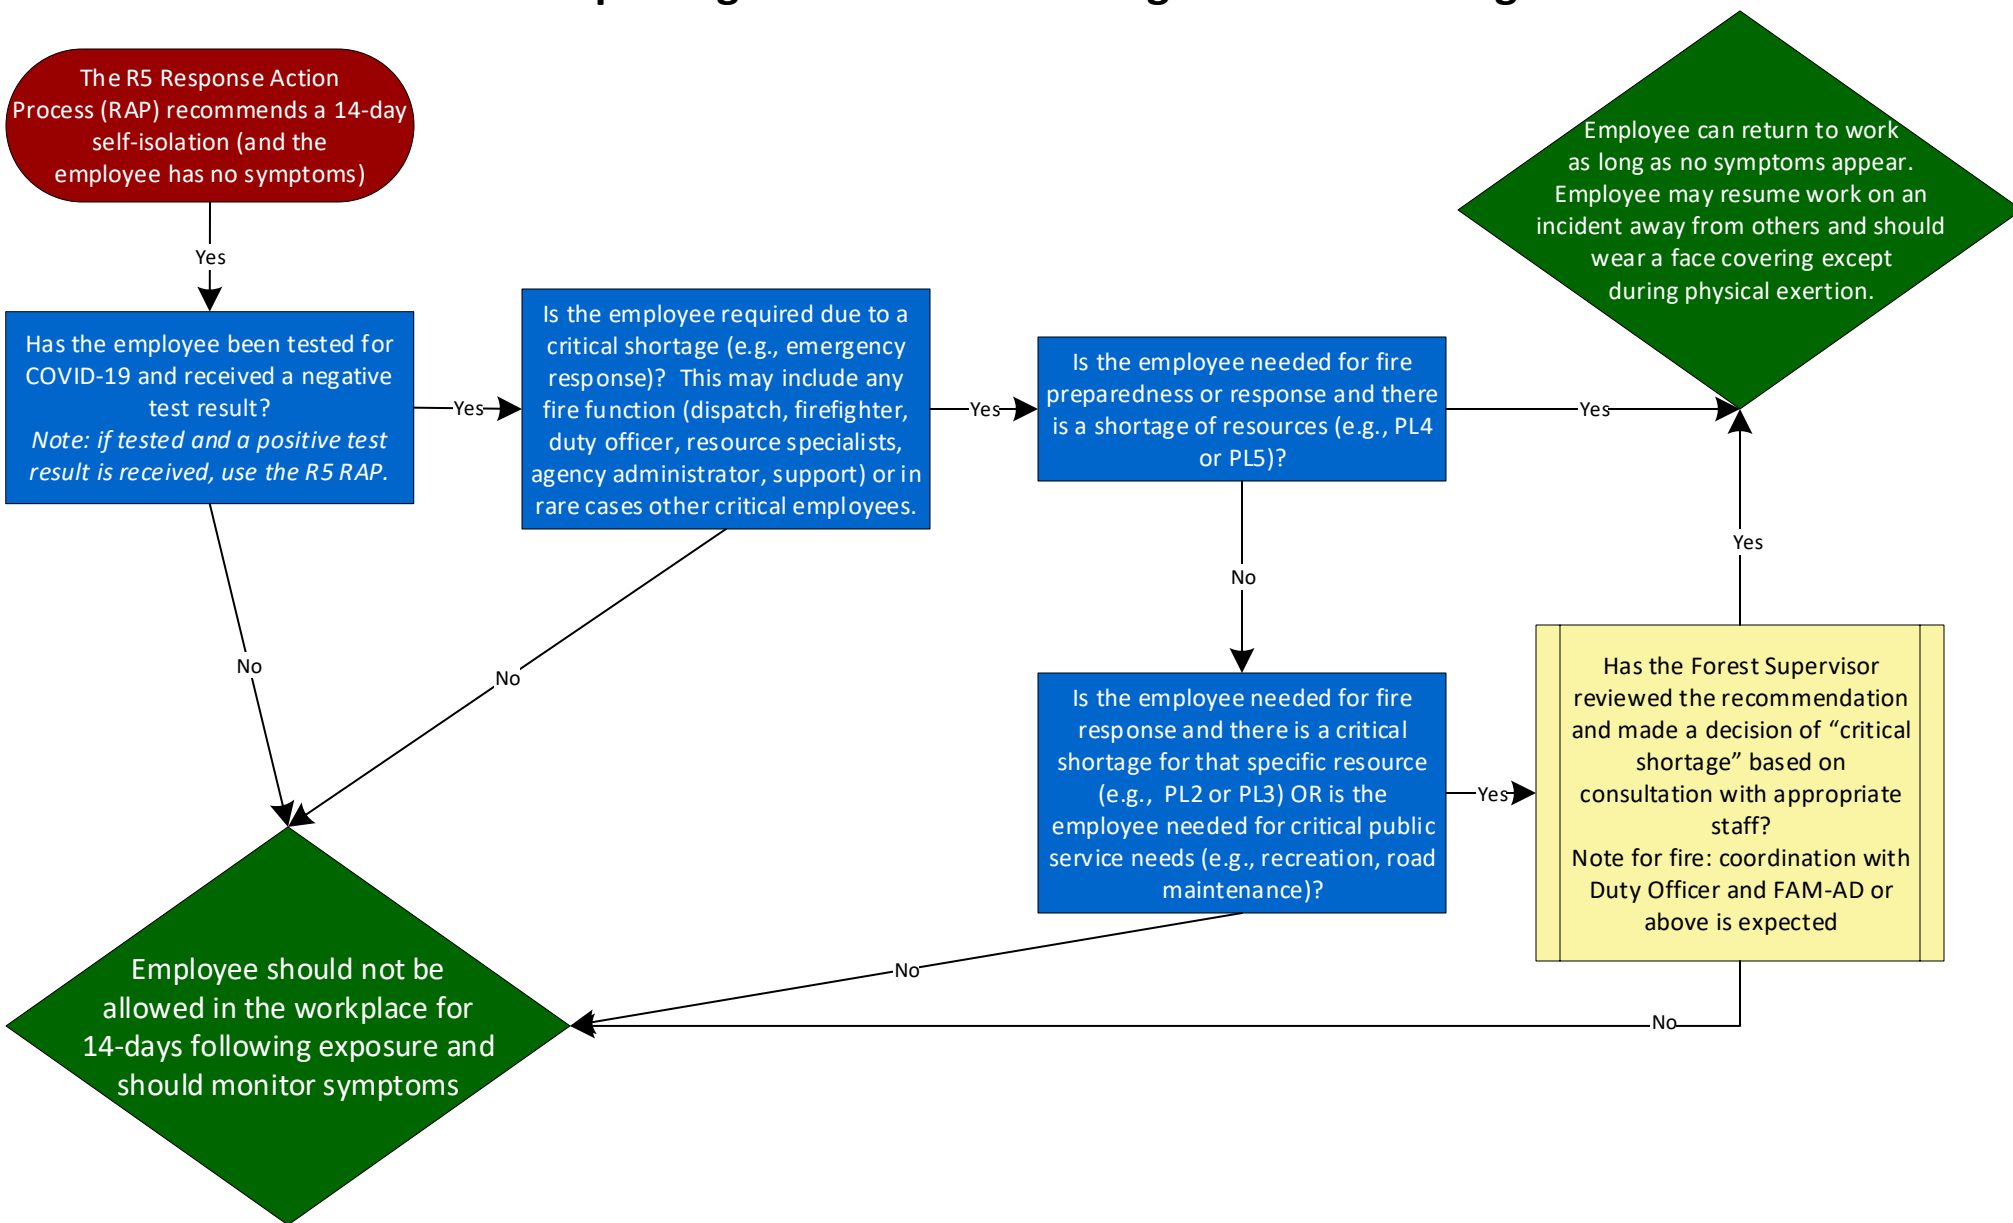 The R5 Response Action
Process (RAP) recommends a 14-day
self-isolation (and the
employee has no symptoms)
Yes
Has the employee been tested for
COVID-19 and received a negative
test result?
Note: if tested and a positive test
result is received, use the R5 RAP.
Yes
No
Is the employee required due to a
critical shortage (e.g., emergency
response)? This may include any
fire function (dispatch, firefighter,
duty officer, resource specialists,
agency administrator, support) or in
rare cases other critical employees.
Yes
No
Is the employee needed for fire
preparedness or response and there
is a shortage of resources (e.g., PL4
or PL5)?
Yes
No
Employee can return to work
as long as no symptoms appear.
Employee may resume work on an
incident away from others and should
wear a face covering except
during physical exertion.
Yes
Is the employee needed for fire
response and there is a critical
shortage for that specific resource
(e.g., PL2 or PL3) OR is the
employee needed for critical public
service needs (e.g., recreation, road
maintenance)?
Yes
No
Has the Forest Supervisor
reviewed the recommendation
and made a decision of “critical
shortage” based on
consultation with appropriate
staff?
Note for fire: coordination with
Duty Officer and FAM-AD or
above is expected
No
Employee should not be
allowed in the workplace for
14-days following exposure and
should monitor symptoms